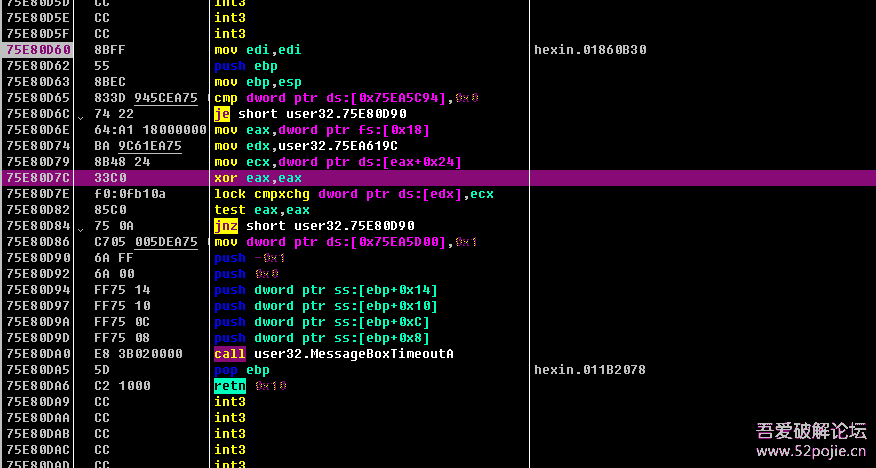 75E80D5D CC int3
75E80D5E CC int3
75E80D5F CC int3
75E80D60 8BFF mov edi,edi hexin.01860B30
75E80D62 55 push ebp
75E80D63 8BEC mov ebp,esp
75E80D65 833D 945CEA75 cmp dword ptr ds:[0x75EA5C94],0x0
75E80D6C 74 22 je short user32.75E80D90
75E80D6E 64:A1 18000000 mov eax,dword ptr fs:[0x18]
75E80D74 BA 9C61EA75 mov edx,user32.75EA619C
75E80D79 8B48 24 mov ecx,dword ptr ds:[eax+0x24]
75E80D7C 33C0 xor eax,eax
75E80D7E f0:0fb10a lock cmpxchg dword ptr ds:[edx],ecx
75E80D82 85C0 test eax,eax
75E80D84 75 0A jnz short user32.75E80D90
75E80D86 C705 005DEA75 mov dword ptr ds:[0x75EA5D00],0x1
75E80D90 6A FF push -0x1
75E80D92 6A 00 push 0x0
75E80D94 FF75 14 push dword ptr ss:[ebp+0x14]
75E80D97 FF75 10 push dword ptr ss:[ebp+0x10]
75E80D9A FF75 0C push dword ptr ss:[ebp+0xC]
75E80D9D FF75 08 push dword ptr ss:[ebp+0x8]
75E80DA0 E8 3B020000 call user32.MessageBoxTimeoutA
75E80DA5 5D pop ebp hexin.011B2078
75E80DA6 C2 1000 retn 0x10
75E80DA9 CC int3
75E80DAA CC int3
75E80DAB CC int3
75E80DAC CC int3
75E80DAD CC int3
吾爱破解论坛
www.52pojie.cn